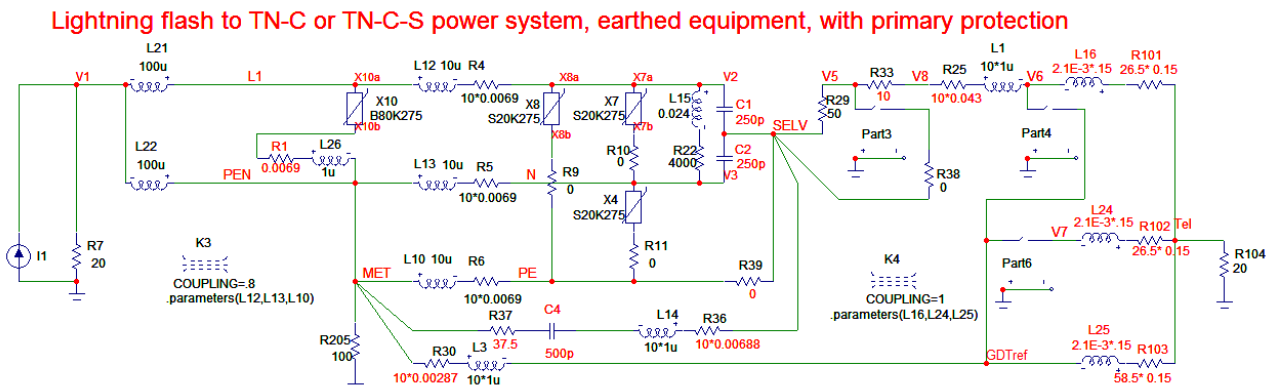 Lightning flash to TN-C or TN-C-S power system, earthed equipment, with primary protection
L21
100u
V1
L1
X10a
L12 10u
R4
10*0.0069
X8a
X7a
V2
X10
B80K275
X10b
X8
S20K275
X8b
X7
S20K275
X7b
L15
0.024
C1
250p
SELV
V5
R33
10
V8
R25
10*0.043
L1
10*1u
V6
L16
2.1E-3*.15
R101
26.5* 0.15
R29
50
Part3
Part4
L22
100u
PEN
R1
0.0069
L26
1u
L13 10u
R5
10*0.0069
N
R10
0
R22
4000
C2
250p
V3
R9
0
R38
0
X4
S20K275
R11
0
I1
R7
20
K3
COUPLING=.8
.parameters(L12,L13,L10)
MET
L10 10u
R6
10*0.0069
PE
R39
0
K4
COUPLING=1
.parameters(L16,L24,L25)
V7
Part6
L24
2.1E-3*.15
R102
26.5* 0.15
Tel
R104
20
R205
100
R37
37.5
C4
500p
L14
10*1u
R36
10*0.00688
R30
10*0.00287
L3
10*1u
GDTref
L25
2.1E-3*.15
R103
58.5* 0.15